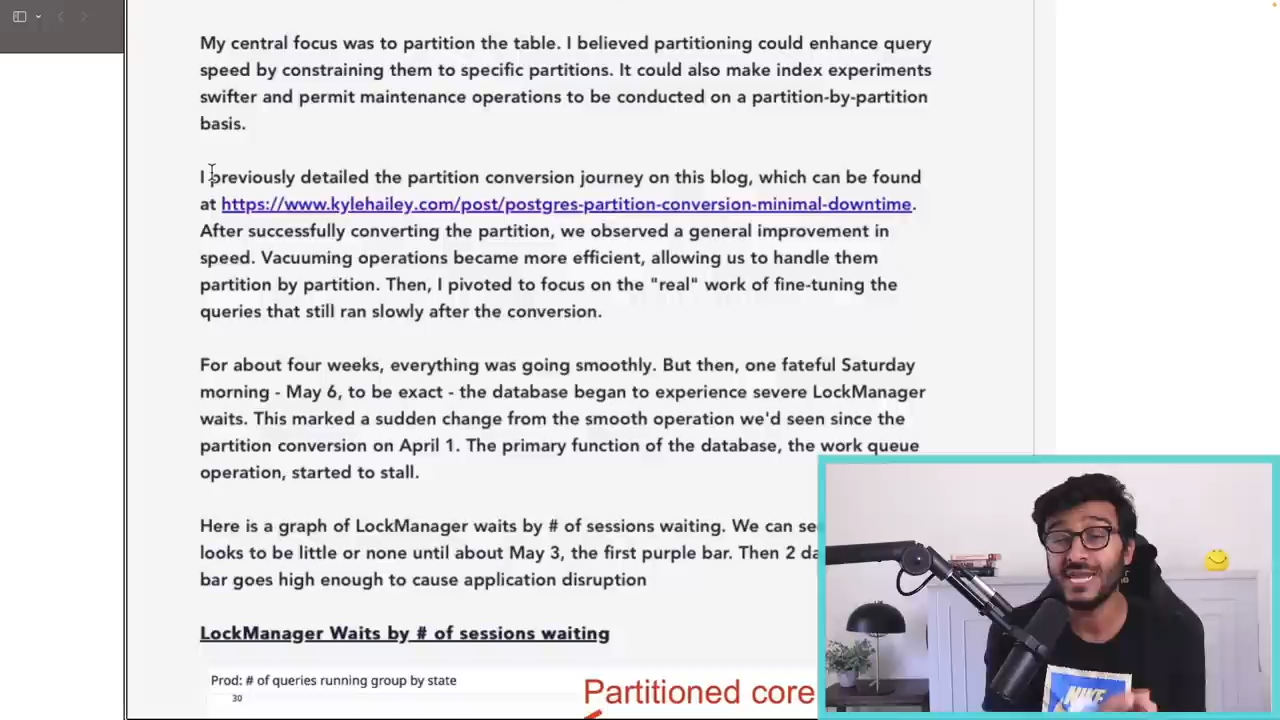 My central focus was to partition the table. I believed partitioning could enhance query
speed by constraining them to specific partitions. It could also make index experiments
swifter and permit maintenance operations to be conducted on a partition-by-partition
basis.
I previously detailed the partition conversion journey on this blog, which can be found
at https://www.kylehailey.com/post/postgres-partition-conversion-minimal-downtime.
After successfully converting the partition, we observed a general improvement in
speed. Vacuuming operations became more efficient, allowing us to handle them
partition by partition. Then, I pivoted to focus on the "real" work of fine-tuning the
queries that still ran slowly after the conversion.
For about four weeks, everything was going smoothly. But then, one fateful Saturday
morning - May 6, to be exact - the database began to experience severe LockManager
waits. This marked a sudden change from the smooth operation we'd seen since the
partition conversion on April 1. The primary function of the database, the work queue
operation, started to stall.
Here is a graph of LockManager waits by # of sessions waiting. We can
looks to be little or none until about May 3, the first purple bar. Then 2
bar goes high enough to cause application disruption
LockManager Waits by # of sessions waiting
Prod: # of queries running group by state
30
Partitioned core
NIKE